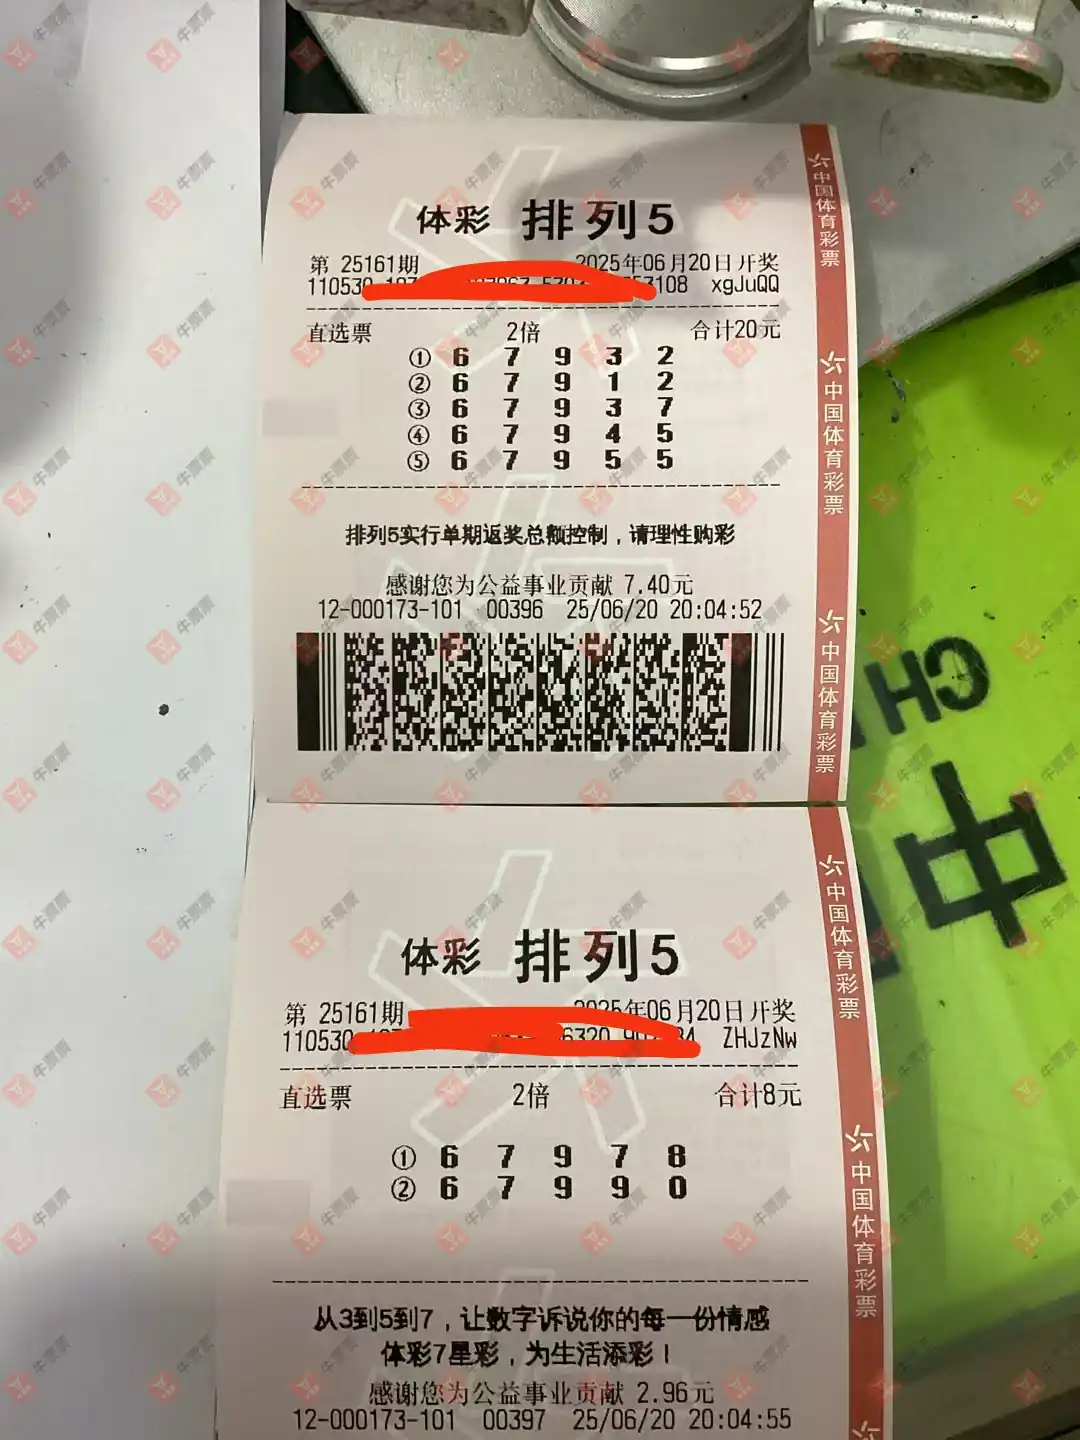 体彩 排列5
第 25161期 2025年06月20日开奖
110530 53108 xgJuQQ
直选票 2倍 合计20元
① 6 7 9 3 2
② 6 7 9 1 2
③ 6 7 9 3 7
④ 6 7 9 4 5
⑤ 6 7 9 5 5
排列5实行单期返奖总额控制，请理性购彩
感谢您为公益事业贡献 7.40元
12-000173-101 00396 25/06/20 20:04:52
中国体育彩票
中国体育彩票
中国体育彩票
体彩 排列5
第 25161期 2025年06月20日开奖
110530 6320 ZHJzNw
直选票 2倍 合计8元
① 6 7 9 7 8
② 6 7 9 9 0
从3到5到7，让数字诉说你的每一份情感
体彩7星彩，为生活添彩！
感谢您为公益事业贡献 2.96元
12-000173-101 00397 25/06/20 20:04:55
中国体育彩票
中国体育彩票
CH
中
牛票票